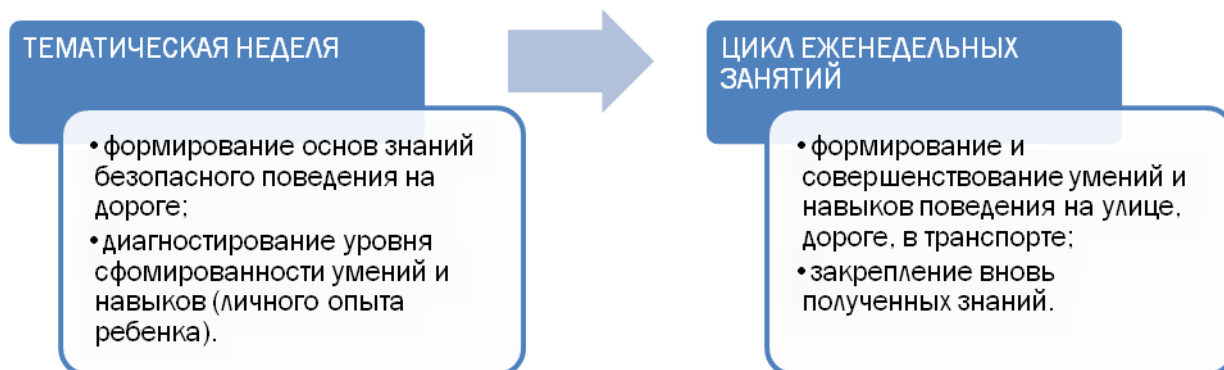 ТЕМАТИЧЕСКАЯ НЕДЕЛЯ
•формирование основ знаний
безопасного поведения на
дороге;
•диагностирование уровня
сфомированности умений и
навыков (личного опыта
ребенка).
ЦИКЛ ЕЖЕНЕДЕЛЬНЫХ
ЗАНЯТИЙ
•формирование и
совершенствование умений и
навыков поведения на улице,
дороге, в транспорте;
•закрепление вновь
полученных знаний.